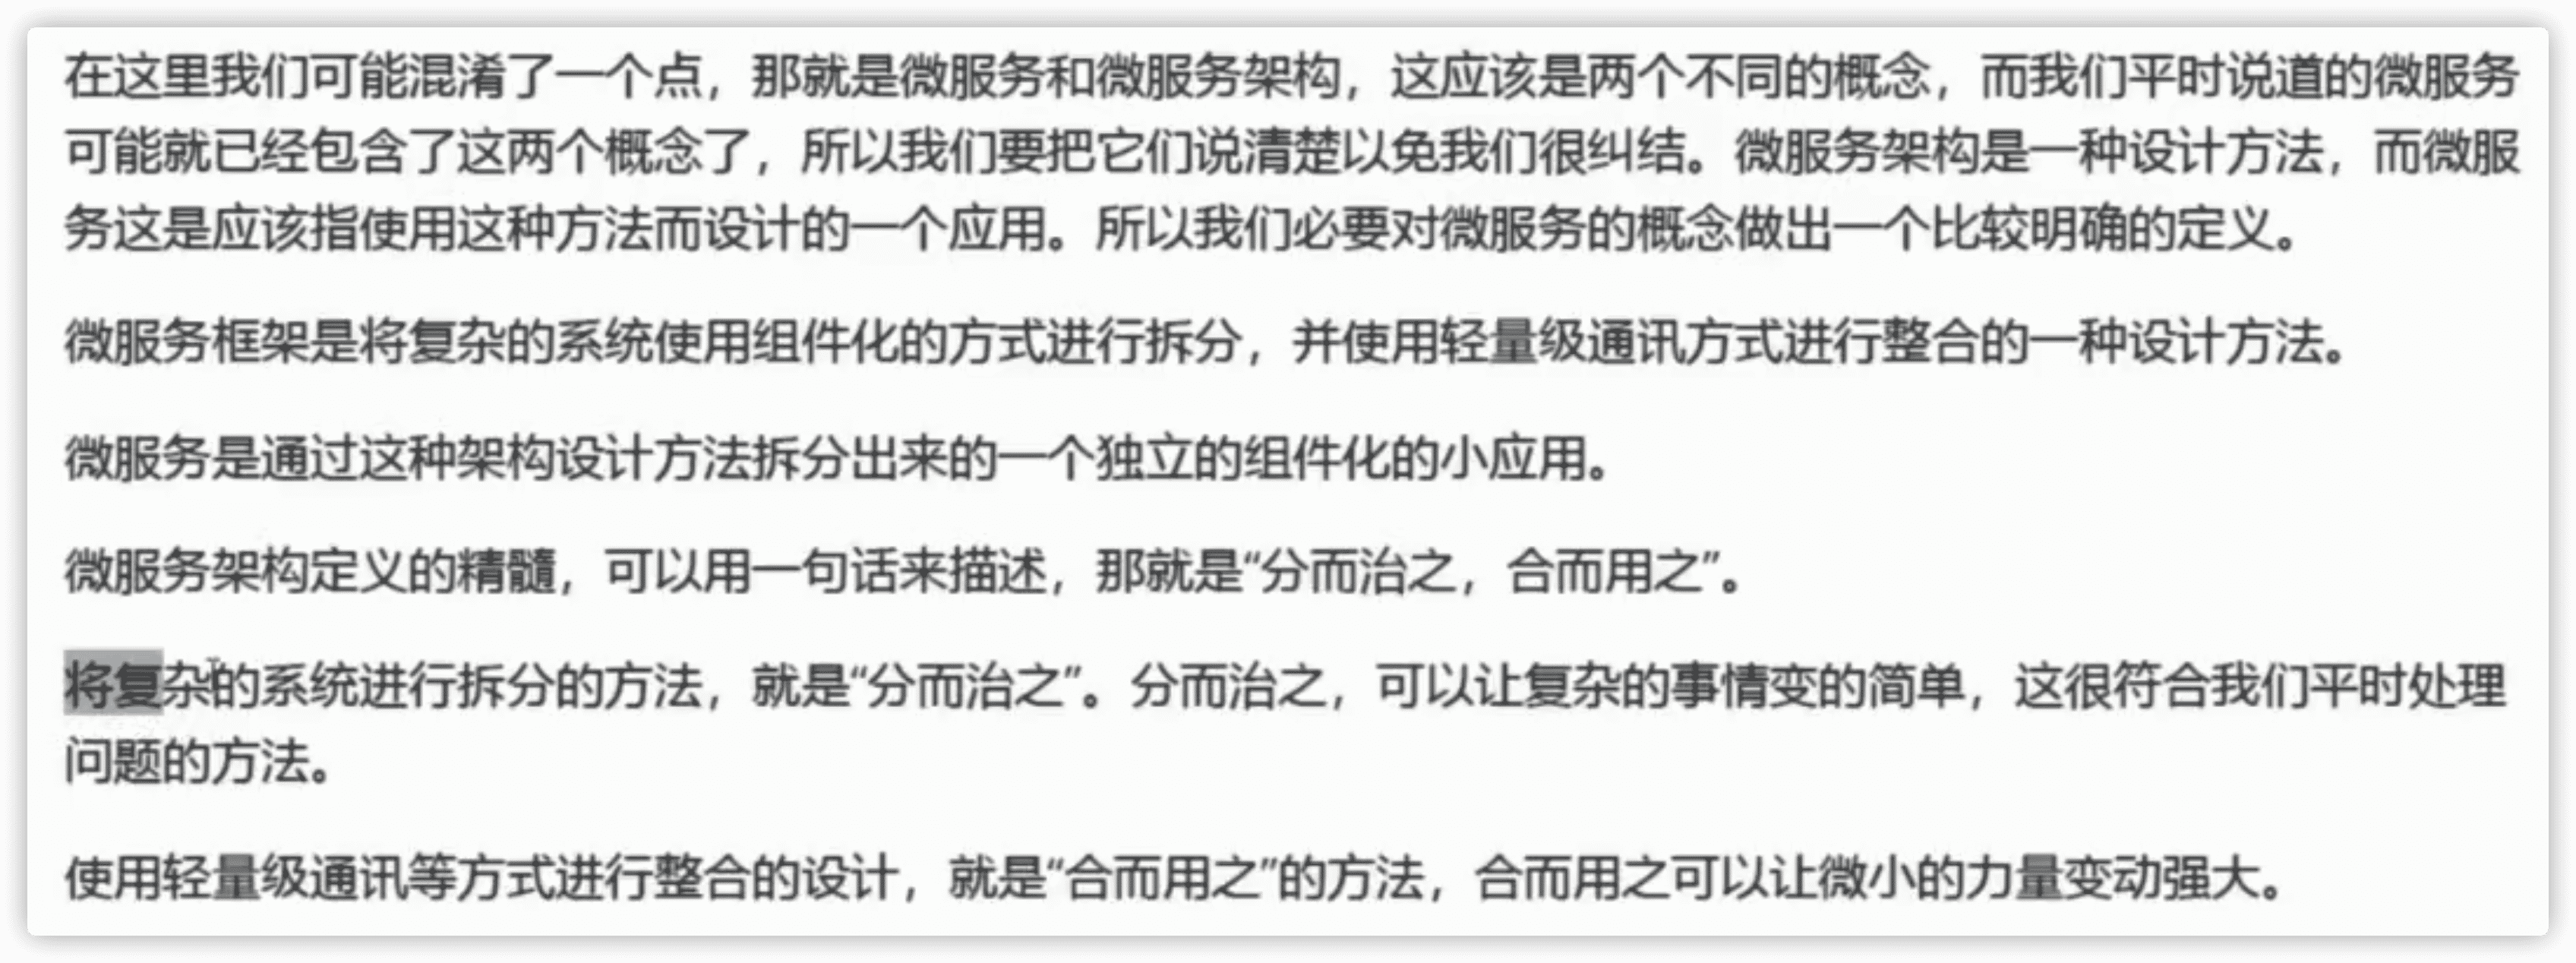 在这里我们可能混淆了一个点，那就是微服务和微服务架构，这应该是两个不同的概念，而我们平时说道的微服务
可能就已经包含了这两个概念了，所以我们要把它们说清楚以免我们很纠结。微服务架构是一种设计方法，而微服
务这是应该指使用这种方法而设计的一个应用。所以我们必要对微服务的概念做出一个比较明确的定义。
微服务框架是将复杂的系统使用组件化的方式进行拆分，并使用轻量级通讯方式进行整合的一种设计方法。
微服务是通过这种架构设计方法拆分出来的一个独立的组件化的小应用。
微服务架构定义的精髓，可以用一句话来描述，那就是“分而治之，合而用之”。
将复杂的系统进行拆分的方法，就是“分而治之”。分而治之，可以让复杂的事情变的简单，这很符合我们平时处理
问题的方法。
使用轻量级通讯等方式进行整合的设计，就是“合而用之”的方法，合而用之可以让微小的力量变动强大。